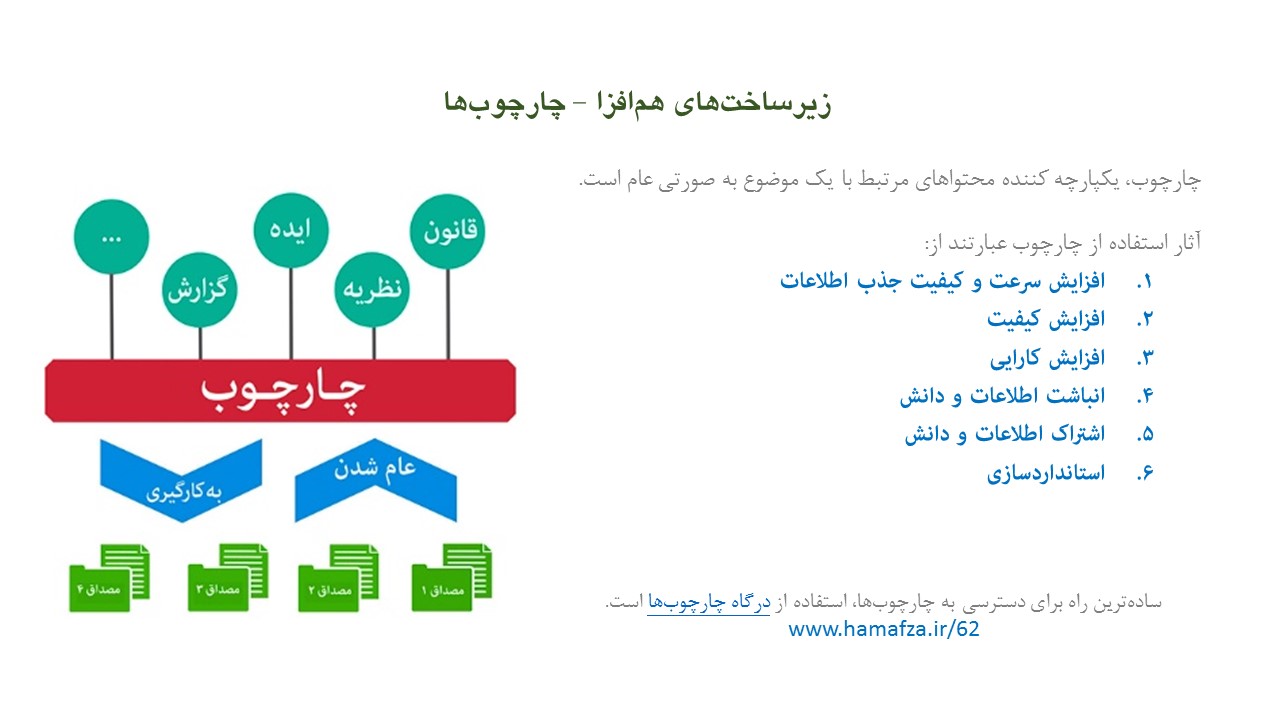 زیرساخت‌های هم‌افزا – چارچوب‌ها
چارچوب، یکپارچه کننده محتواهای مرتبط با یک موضوع به صورتی عام است.
آثار استفاده از چارچوب عبارتند از:
۱. افزایش سرعت و کیفیت جذب اطلاعات
۲. افزایش کیفیت
۳. افزایش کارایی
۴. انباشت اطلاعات و دانش
۵. اشتراک اطلاعات و دانش
۶. استانداردسازی
قانون
نظریه
ایده
گزارش
...
چارچوب
عام شدن
به‌کارگیری
مصداق ۱
مصداق ۲
مصداق ۳
مصداق ۴
ساده‌ترین راه برای دسترسی به چارچوب‌ها، استفاده از درگاه چارچوب‌ها است.
www.hamafza.ir/62